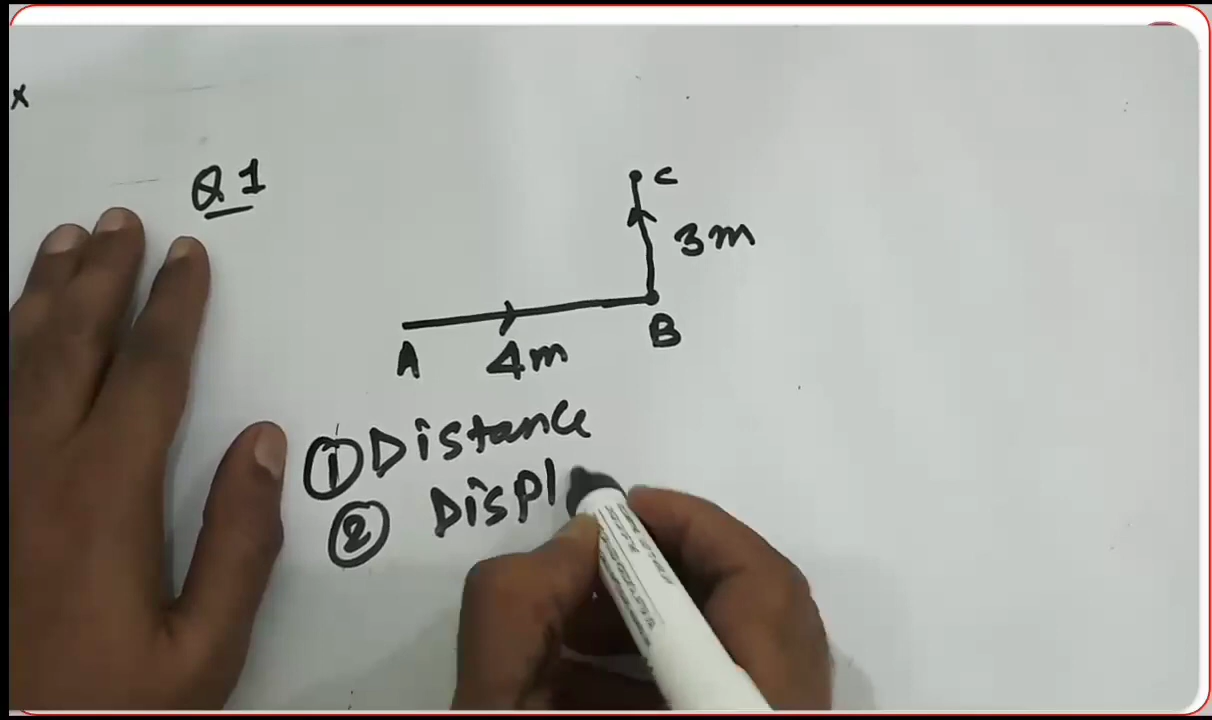 x
Q1
C
3m
B
A 4m
① Distance
② Displ